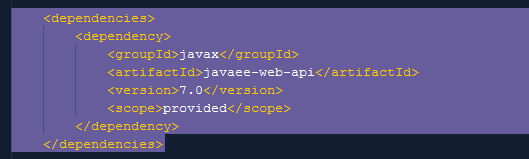 <dependencies>
<dependency>
<groupId>javax</groupId>
<artifactId>javaee-web-api</artifactId>
<version>7.0</version>
<scope>provided</scope>
</dependency>
</dependencies>